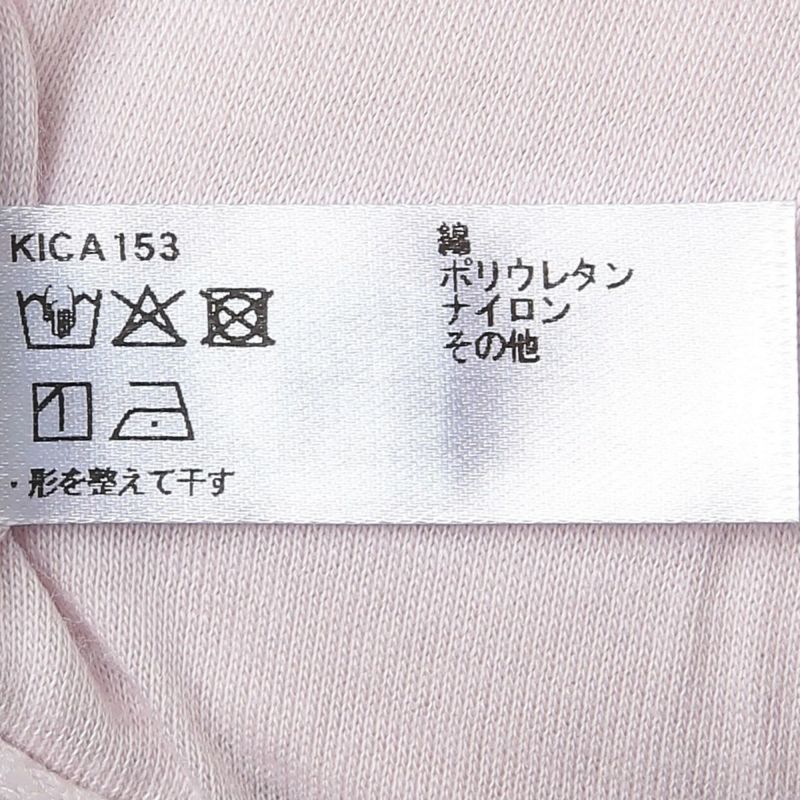 KICA153
・形を整えて干す
綿
ポリウレタン
ナイロン
その他